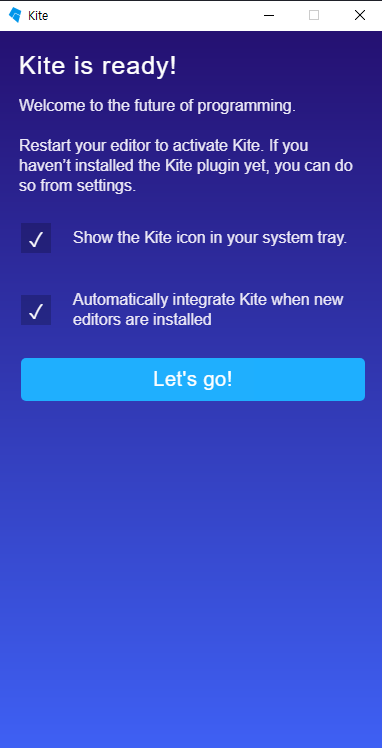 Kite
Kite is ready!
Welcome to the future of programming.
Restart your editor to activate Kite. If you
haven’t installed the Kite plugin yet, you can do
so from settings.
Show the Kite icon in your system tray.
Automatically integrate Kite when new
editors are installed
Let's go!